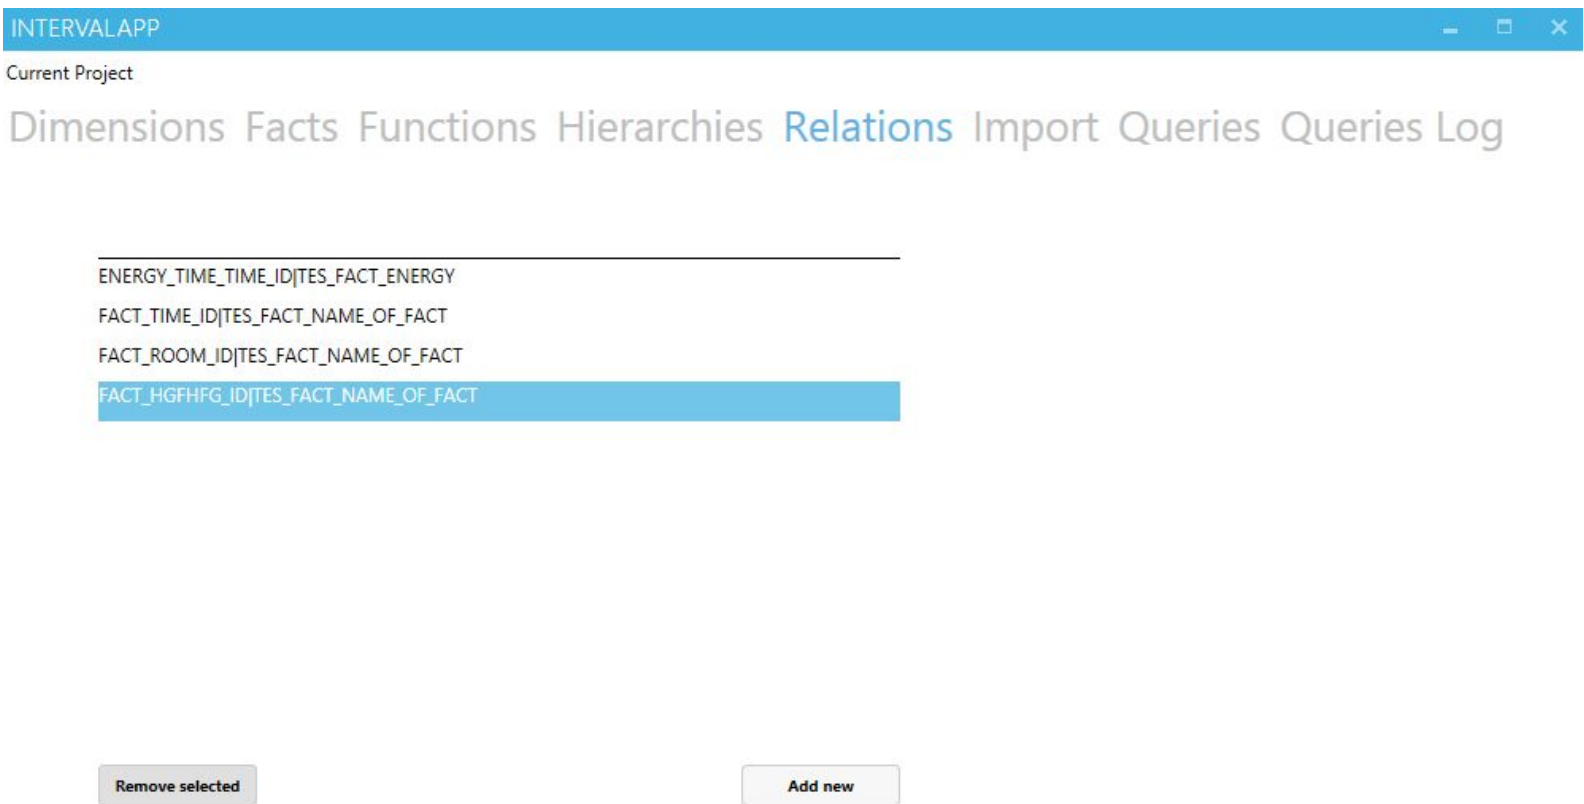 INTERVALAPP
Current Project
Dimensions Facts Functions Hierarchies Relations Import Queries Queries Log
ENERGY_TIME_TIME_ID|TES_FACT_ENERGY
FACT_TIME_ID|TES_FACT_NAME_OF_FACT
FACT_ROOM_ID|TES_FACT_NAME_OF_FACT
FACT_HGFHFG_ID|TES_FACT_NAME_OF_FACT
Remove selected Add new